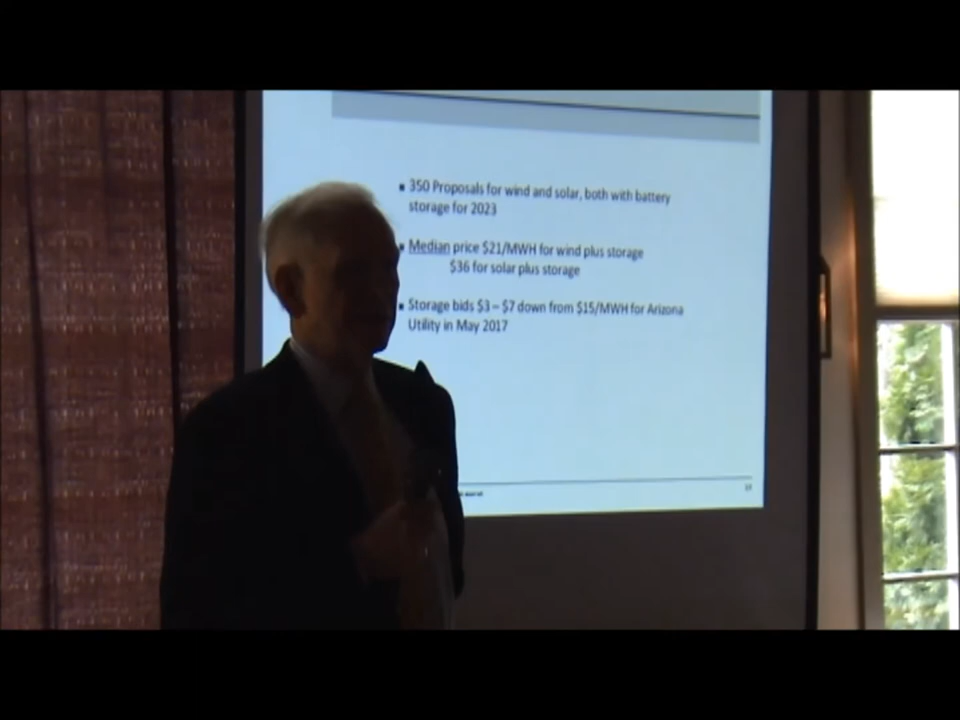 ▪ 350 Proposals for wind and solar, both with battery
storage for 2023
▪ Median price $21/MWH for wind plus storage
$36 for solar plus storage
▪ Storage bids $3 – $7 down from $15/MWH for Arizona
Utility in May 2017